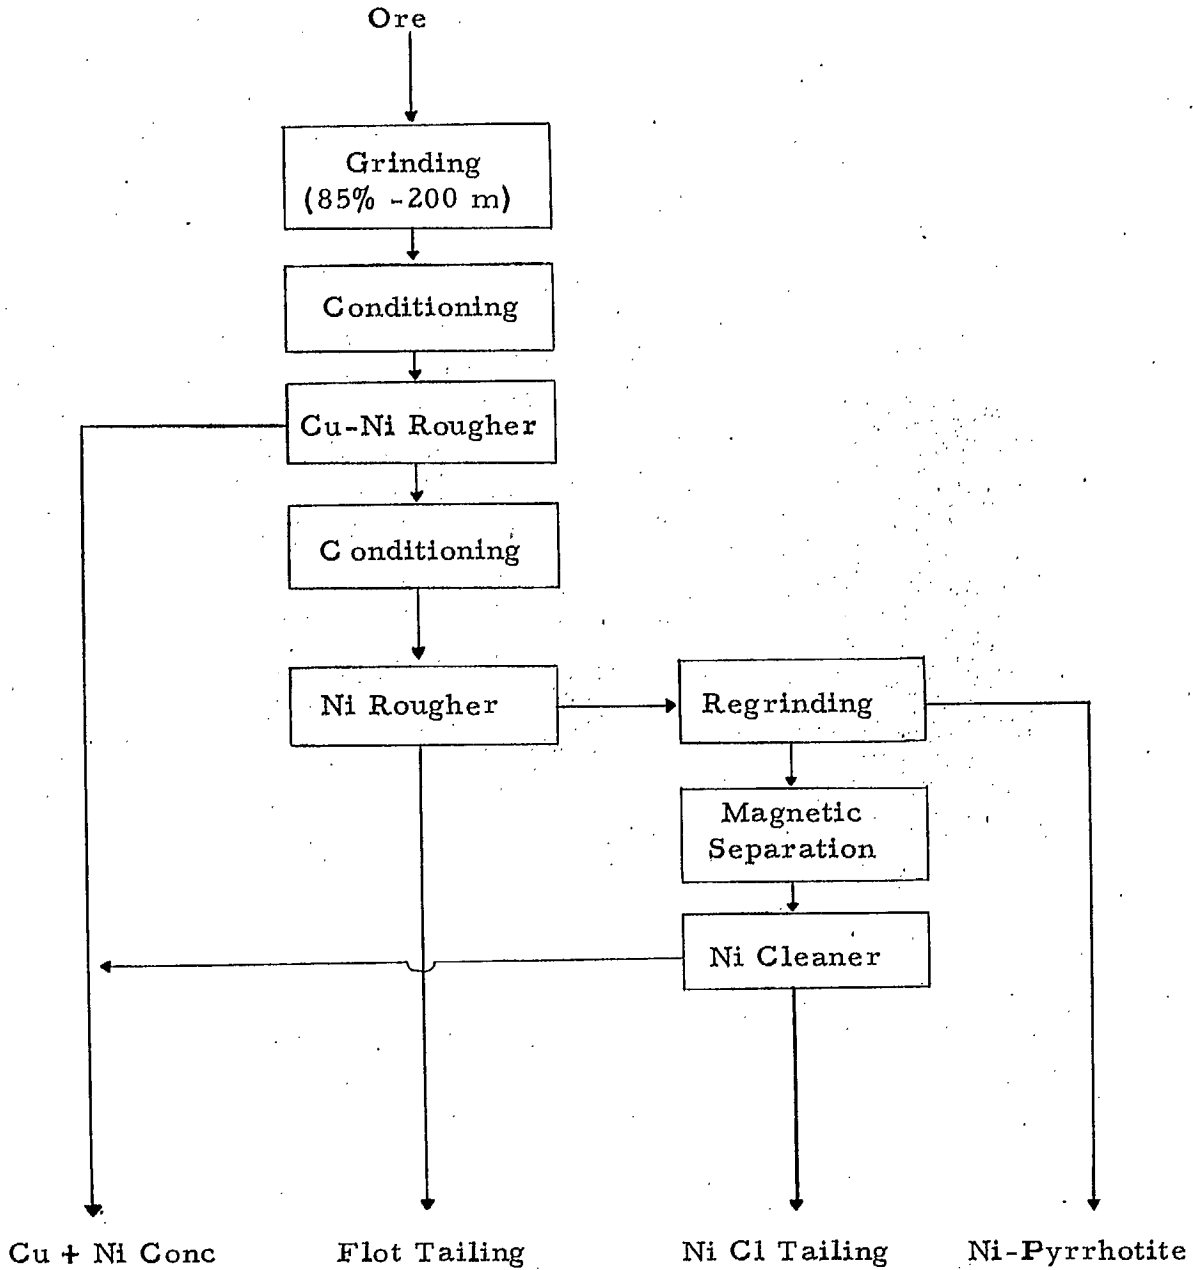 Ore
Grinding
(85% -200 m)
Conditioning
Cu-Ni Rougher
Conditioning
Ni Rougher
Regrinding
Magnetic
Separation
Ni Cleaner
Cu + Ni Conc
Flot Tailing
Ni Cl Tailing
Ni-Pyrrhotite